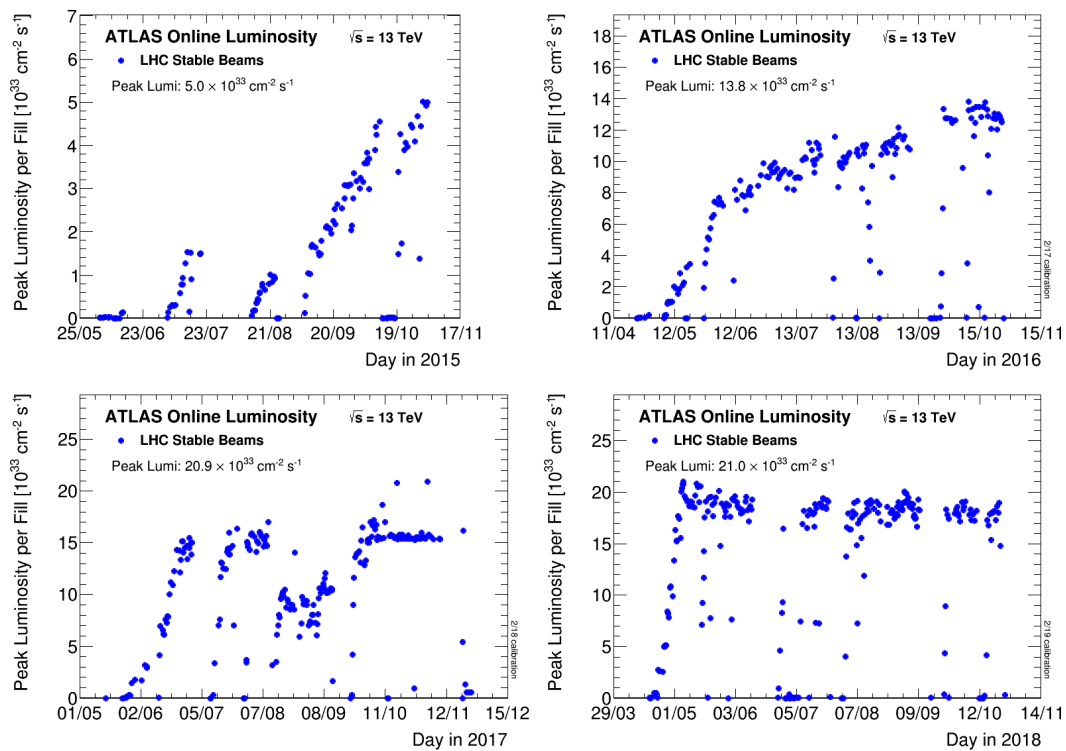 Peak Luminosity per Fill [10³³ cm⁻² s⁻¹]
7
6
5
4
3
2
1
0
ATLAS Online Luminosity √s = 13 TeV
LHC Stable Beams
Peak Lumi: 5.0 × 10³³ cm⁻² s⁻¹
25/05 23/06 23/07 21/08 20/09 19/10 17/11
Day in 2015
Peak Luminosity per Fill [10³³ cm⁻² s⁻¹]
18
16
14
12
10
8
6
4
2
0
ATLAS Online Luminosity √s = 13 TeV
LHC Stable Beams
Peak Lumi: 13.8 × 10³³ cm⁻² s⁻¹
2/17 calibration
11/04 12/05 12/06 13/07 13/08 13/09 15/10 15/11
Day in 2016
Peak Luminosity per Fill [10³³ cm⁻² s⁻¹]
25
20
15
10
5
0
ATLAS Online Luminosity √s = 13 TeV
LHC Stable Beams
Peak Lumi: 20.9 × 10³³ cm⁻² s⁻¹
2/18 calibration
01/05 02/06 05/07 07/08 08/09 11/10 12/11 15/12
Day in 2017
Peak Luminosity per Fill [10³³ cm⁻² s⁻¹]
25
20
15
10
5
0
ATLAS Online Luminosity √s = 13 TeV
LHC Stable Beams
Peak Lumi: 21.0 × 10³³ cm⁻² s⁻¹
2/19 calibration
29/03 01/05 03/06 05/07 07/08 09/09 12/10 14/11
Day in 2018